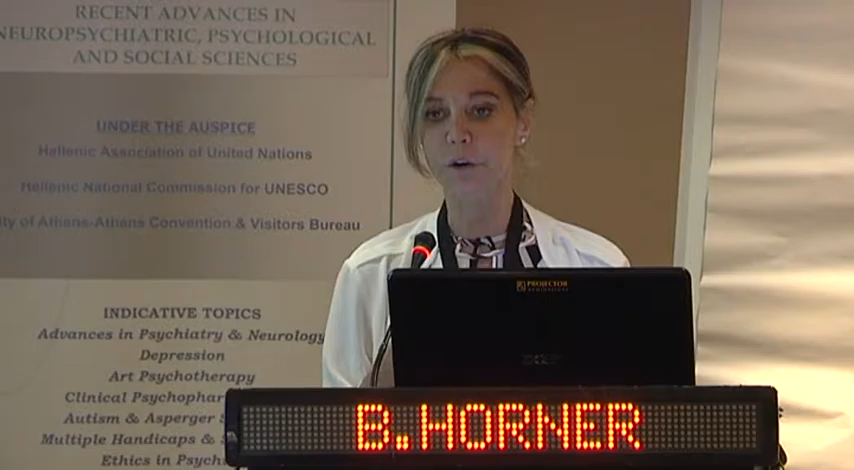 RECENT ADVANCES IN
NEUROPSYCHIATRIC, PSYCHOLOGICAL
AND SOCIAL SCIENCES
UNDER THE AUSPICE
Hellenic Association of United Nations
Hellenic National Commission for UNESCO
of Athens-Athens Convention & Visitors Bureau
INDICATIVE TOPICS
Advances in Psychiatry & Neurology
Depression
Art Psychotherapy
Clinical
Autism & Asperger
Multiple Handicaps &
Ethics in
PROJECTOR
B.HORNER